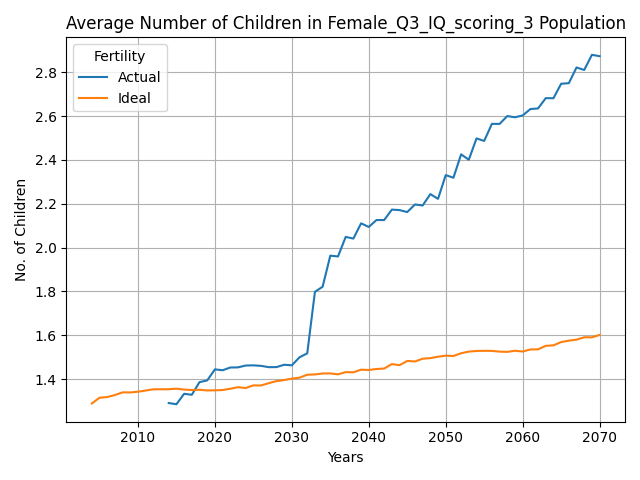 Average Number of Children in Female_Q3_IQ_scoring_3 Population
Fertility
Actual
Ideal
No. of Children
2.8
2.6
2.4
2.2
2.0
1.8
1.6
1.4
2010 2020 2030 2040 2050 2060 2070
Years